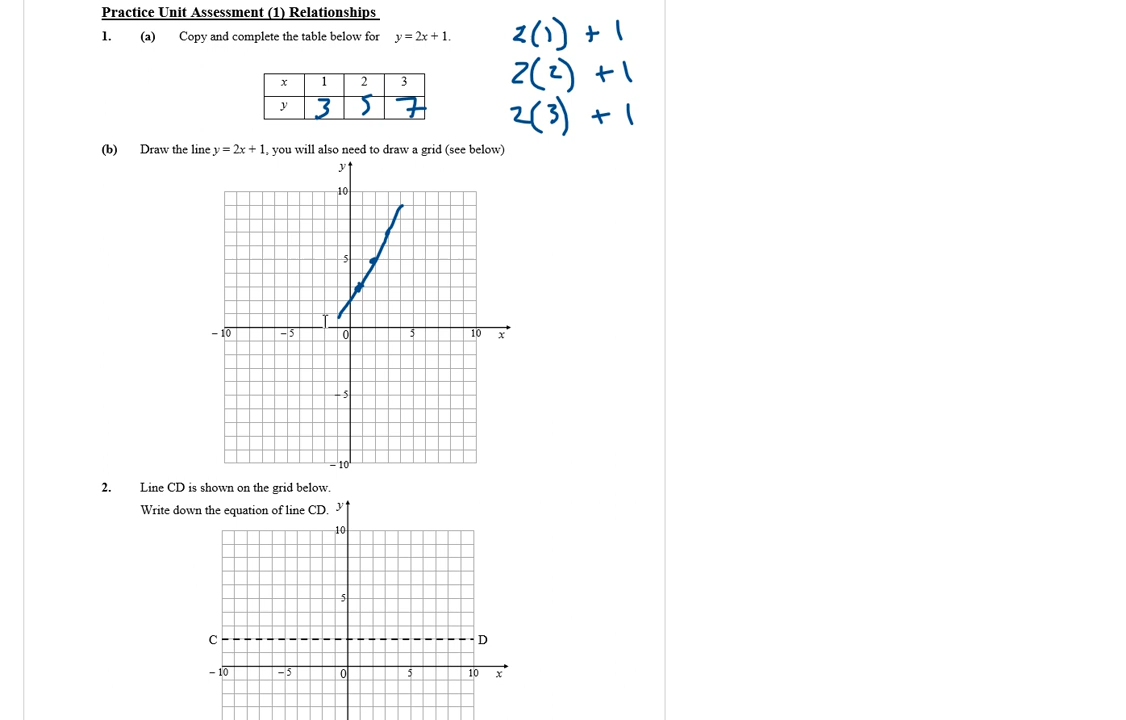 Practice Unit Assessment (1) Relationships
1. (a) Copy and complete the table below for y = 2x + 1.
2(1) + 1
2(2) + 1
2(3) + 1
x 1 2 3
y 3 5 7
(b) Draw the line y = 2x + 1, you will also need to draw a grid (see below)
y
10
5
– 10 – 5 0 5 10 x
– 5
– 10
2. Line CD is shown on the grid below.
Write down the equation of line CD.
y
10
5
C D
– 10 – 5 0 5 10 x